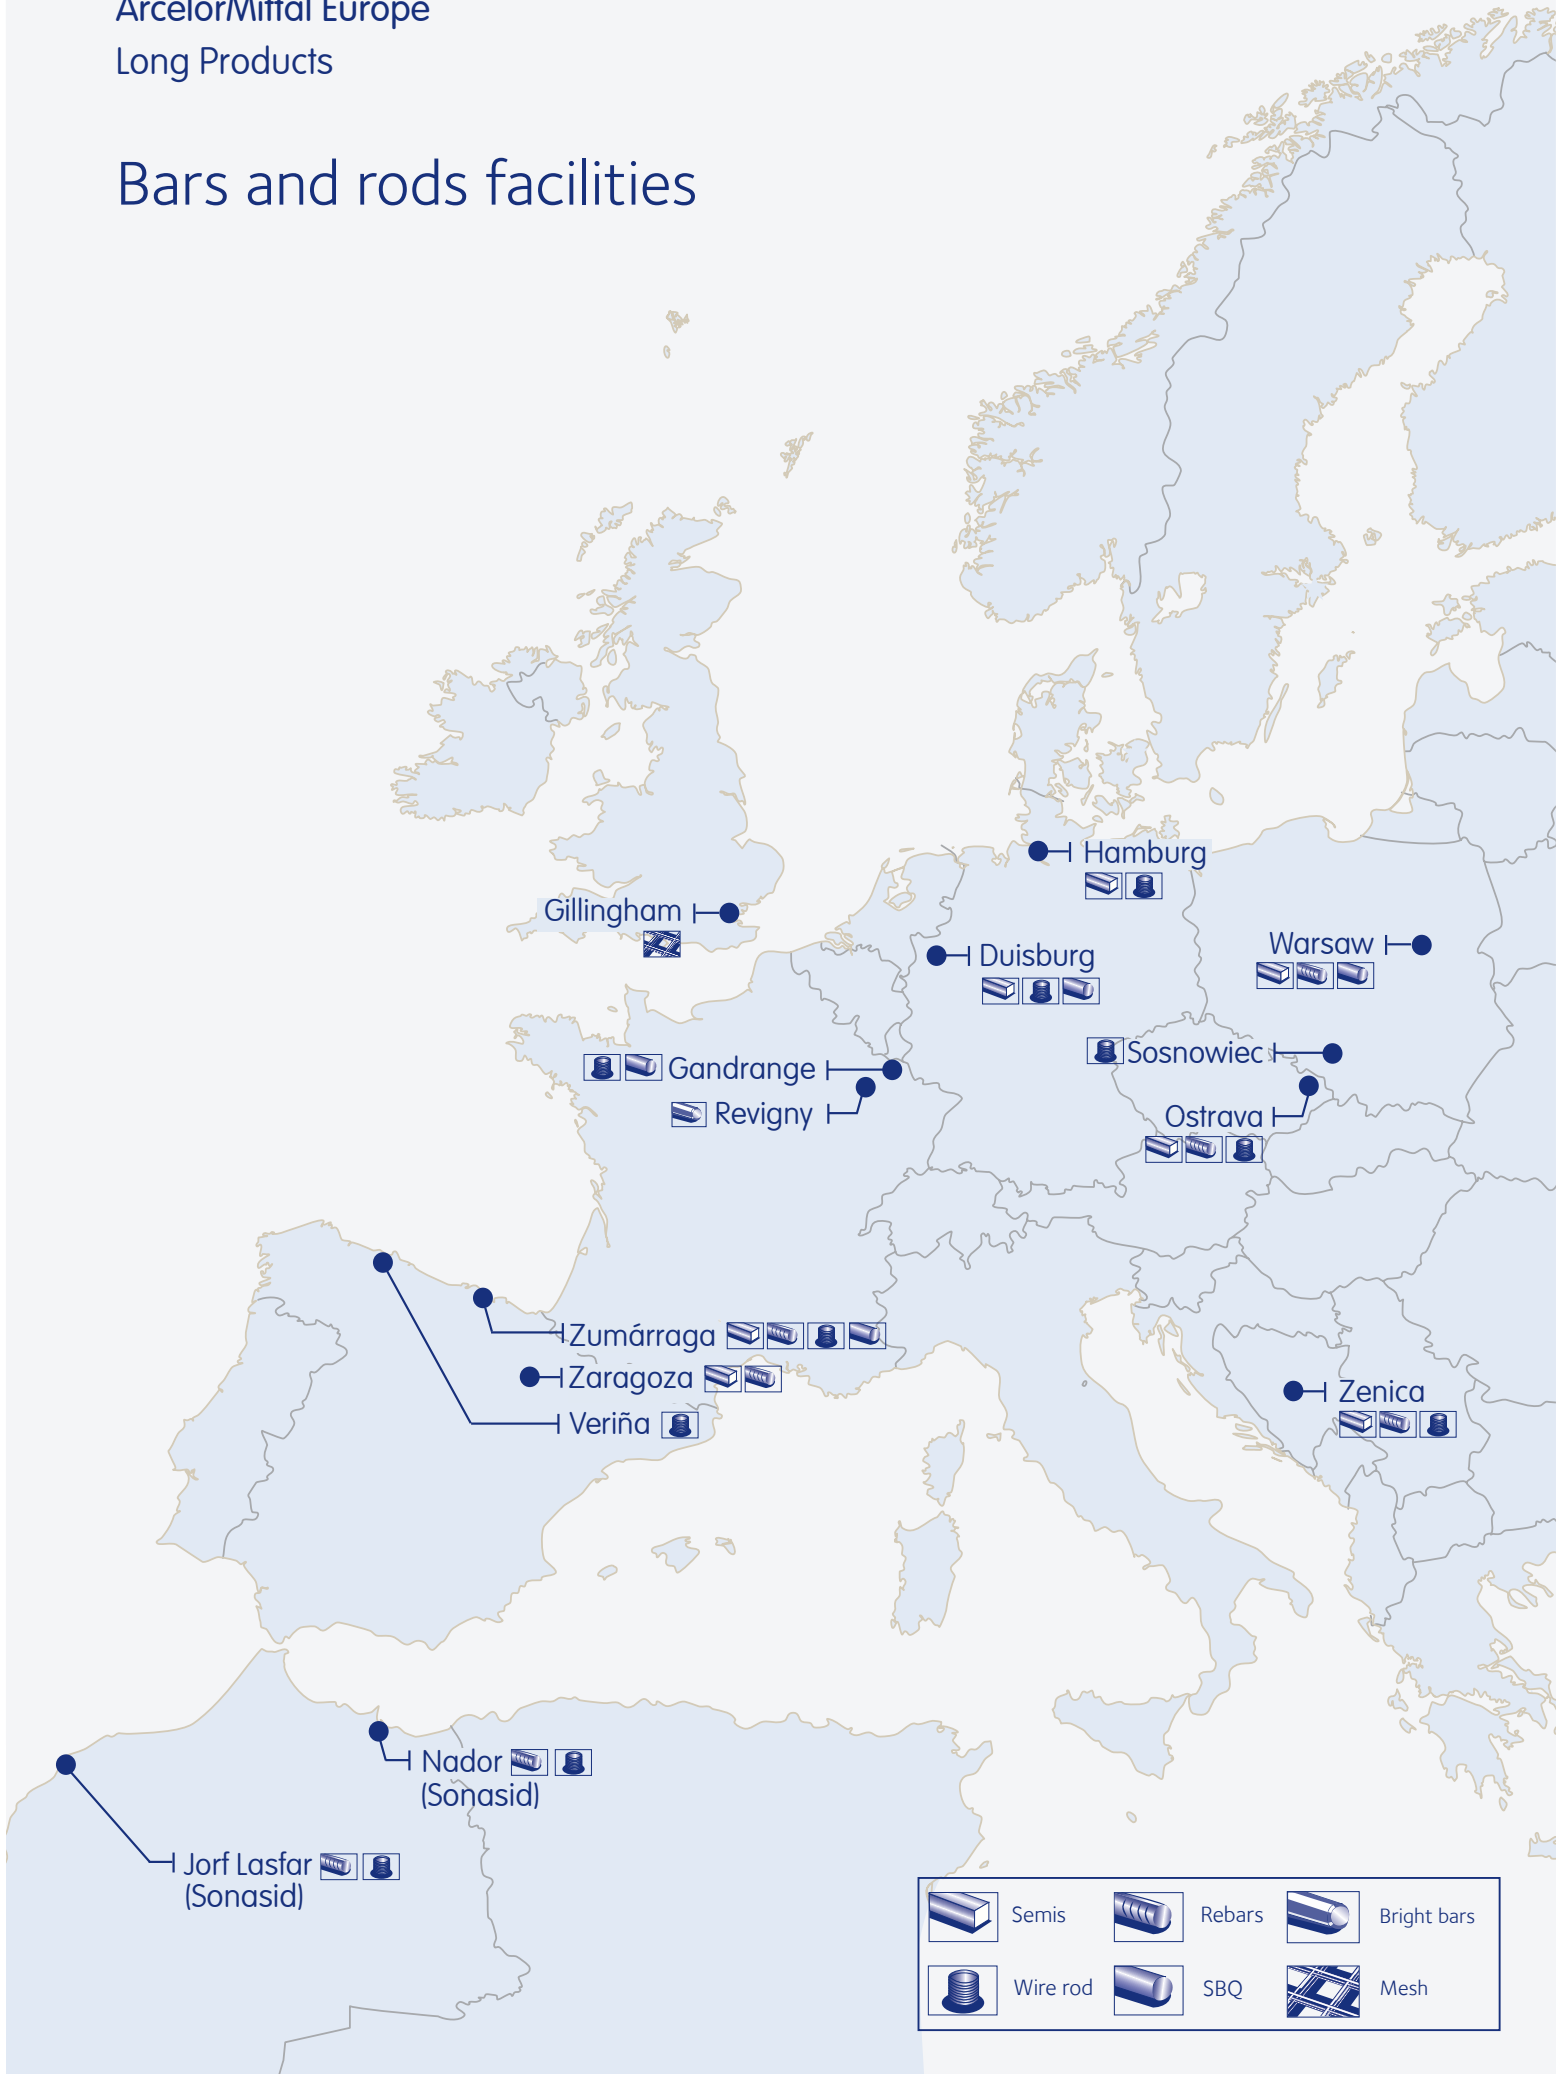 ArcelorMittal Europe
Long Products
Bars and rods facilities
Hamburg
Gillingham
Duisburg
Warsaw
Sosnowiec
Gandrange
Revigny
Ostrava
Zumárraga
Zaragoza
Veriña
Zenica
Nador
(Sonasid)
Jorf Lasfar
(Sonasid)
Semis
Rebars
Bright bars
Wire rod
SBQ
Mesh